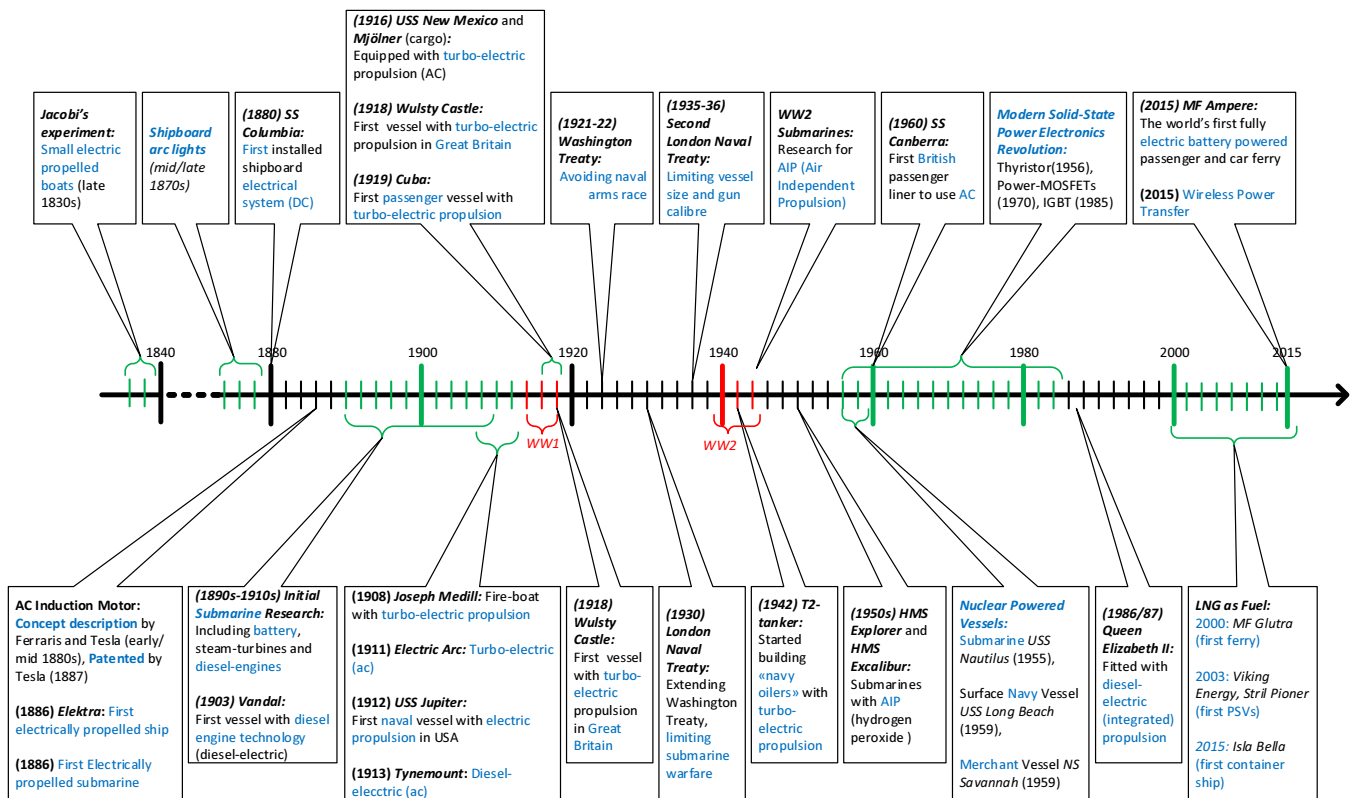 Jacobi's
experiment:
Small electric
propelled
boats (late
1830s)
Shipboard
arc lights
(mid/late
1870s)
(1880) SS
Columbia:
First installed
shipboard
electrical
system (DC)
(1916) USS New Mexico and
Mjölner (cargo):
Equipped with turbo-electric
propulsion (AC)
(1918) Wulsty Castle:
First  vessel with turbo-electric
propulsion in Great Britain
(1919) Cuba:
First passenger vessel with
turbo-electric propulsion
(1921-22)
Washington
Treaty:
Avoiding naval
arms race
(1935-36)
Second
London Naval
Treaty:
Limiting vessel
size and gun
calibre
WW2
Submarines:
Research for
AIP (Air
Independent
Propulsion)
(1960) SS
Canberra:
First British
passenger
liner to use AC
Modern Solid-State
Power Electronics
Revolution:
Thyristor(1956),
Power-MOSFETs
(1970), IGBT (1985)
(2015) MF Ampere:
The world's first fully
electric battery powered
passenger and car ferry
(2015) Wireless Power
Transfer
1840
1880
1900
1920
1940
1960
1980
2000
2015
WW1
WW2
AC Induction Motor:
Concept description by
Ferraris and Tesla (early/
mid 1880s), Patented by
Tesla (1887)
(1886) Elektra: First
electrically propelled ship
(1886) First Electrically
propelled submarine
(1890s-1910s) Initial
Submarine Research:
Including battery,
steam-turbines and
diesel-engines
(1903) Vandal:
First vessel with diesel
engine technology
(diesel-electric)
(1908) Joseph Medill: Fire-boat
with turbo-electric propulsion
(1911) Electric Arc: Turbo-electric
(ac)
(1912) USS Jupiter:
First naval vessel with electric
propulsion in USA
(1913) Tynemount: Diesel-
elecctric (ac)
(1918)
Wulsty
Castle:
First  vessel
with turbo-
electric
propulsion
in Great
Britain
(1930)
London
Naval
Treaty:
Extending
Washington
Treaty,
limiting
submarine
warfare
(1942) T2-
tanker:
Started
building
«navy
oilers» with
turbo-
electric
propulsion
(1950s) HMS
Explorer and
HMS
Excalibur:
Submarines
with AIP
(hydrogen
peroxide )
Nuclear Powered
Vessels:
Submarine USS
Nautilus (1955),
Surface Navy Vessel
USS Long Beach
(1959),
Merchant Vessel NS
Savannah (1959)
(1986/87)
Queen
Elizabeth II:
Fitted with
diesel-
electric
(integrated)
propulsion
LNG as Fuel:
2000: MF Glutra
(first ferry)
2003: Viking
Energy, Stril Pioner
(first PSVs)
2015: Isla Bella
(first container
ship)